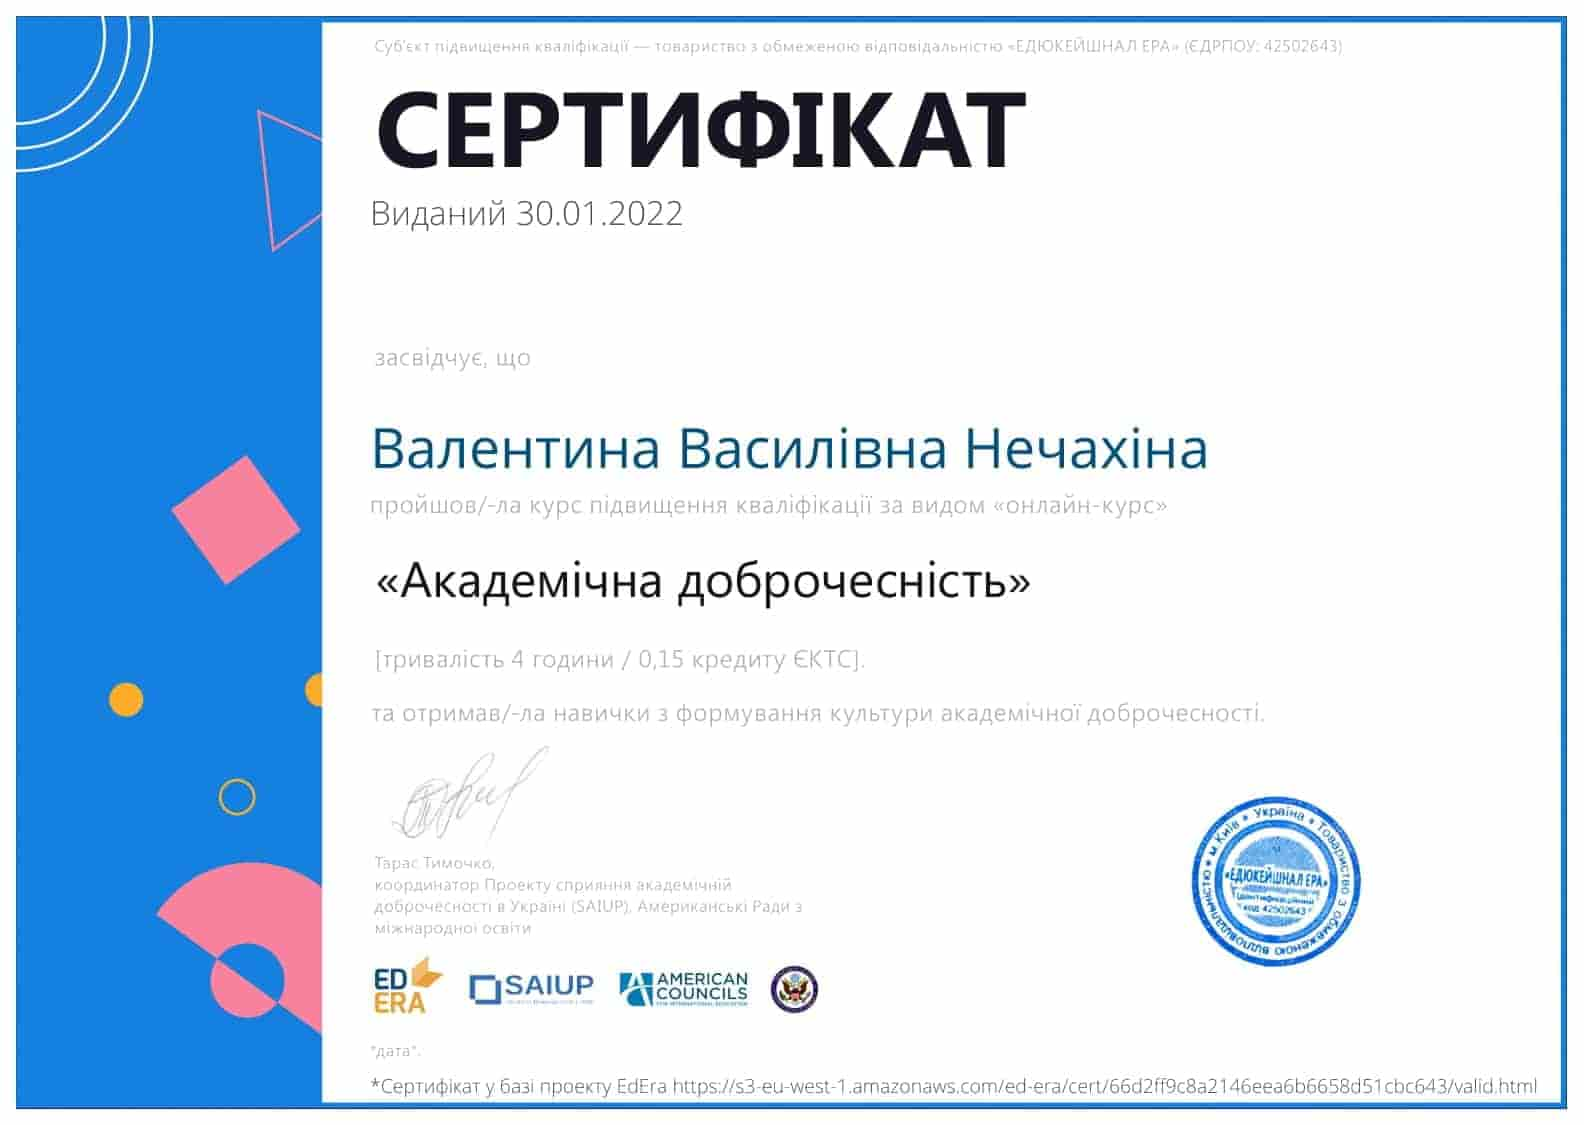 Суб'єкт підвищення кваліфікації — товариство з обмеженою відповідальністю «ЕДЮКЕЙШНАЛ ЕРА» (ЄДРПОУ: 42502643)
СЕРТИФІКАТ
Виданий 30.01.2022
засвідчує, що
Валентина Василівна Нечахіна
пройшов/-ла курс підвищення кваліфікації за видом «онлайн-курс»
«Академічна доброчесність»
[тривалість 4 години / 0,15 кредиту ЄКТС].
та отримав/-ла навички з формування культури академічної доброчесності.
Тарас Тимочко,
координатор Проекту сприяння академічній
доброчесності в Україні (SAIUP), Американські Ради з
міжнародної освіти
м.Київ * Україна * Товариство з обмеженою відповідальністю *
«ЕДЮКЕЙШНАЛ ЕРА»
Ідентифікаційний
код 42502643
ED
ERA
SAIUP
AMERICAN
COUNCILS
FOR INTERNATIONAL EDUCATION
"дата".
*Сертифікат у базі проекту EdEra https://s3-eu-west-1.amazonaws.com/ed-era/cert/66d2ff9c8a2146eea6b6658d51cbc643/valid.html